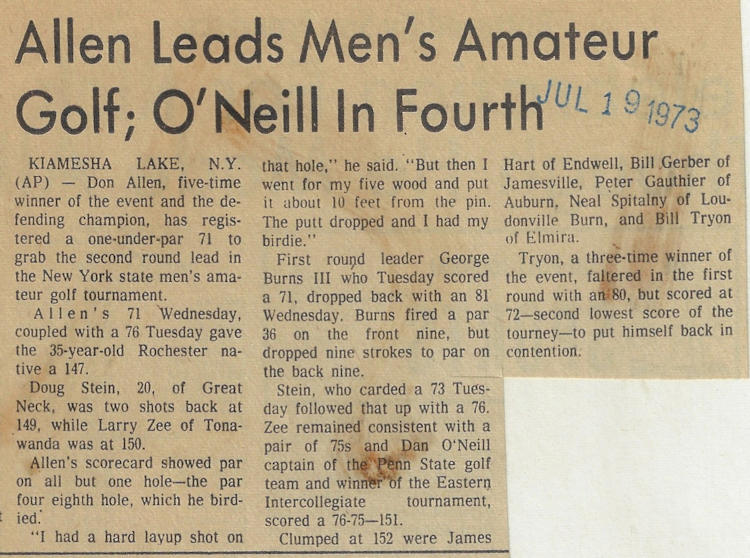 Allen Leads Men's Amateur
Golf; O'Neill In Fourth
JUL 19 1973
KIAMESHA LAKE, N.Y.
(AP) — Don Allen, five-time
winner of the event and the de-
fending champion, has regis-
tered a one-under-par 71 to
grab the second round lead in
the New York state men's ama-
teur golf tournament.
Allen's 71 Wednesday,
coupled with a 76 Tuesday gave
the 35-year-old Rochester na-
tive a 147.
Doug Stein, 20, of Great
Neck, was two shots back at
149, while Larry Zee of Tona-
wanda was at 150.
Allen's scorecard showed par
on all but one hole—the par
four eighth hole, which he bird-
ied.
"I had a hard layup shot on
that hole," he said. "But then I
went for my five wood and put
it about 10 feet from the pin.
The putt dropped and I had my
birdie."
First round leader George
Burns III who Tuesday scored
a 71, dropped back with an 81
Wednesday. Burns fired a par
36 on the front nine, but
dropped nine strokes to par on
the back nine.
Stein, who carded a 73 Tues-
day followed that up with a 76.
Zee remained consistent with a
pair of 75s and Dan O'Neill
captain of the Penn State golf
team and winner of the Eastern
Intercollegiate tournament,
scored a 76-75—151.
Clumped at 152 were James
Hart of Endwell, Bill Gerber of
Jamesville, Peter Gauthier of
Auburn, Neal Spitalny of Lou-
donville Burn, and Bill Tryon
of Elmira.
Tryon, a three-time winner of
the event, faltered in the first
round with an 80, but scored at
72—second lowest score of the
tourney—to put himself back in
contention.